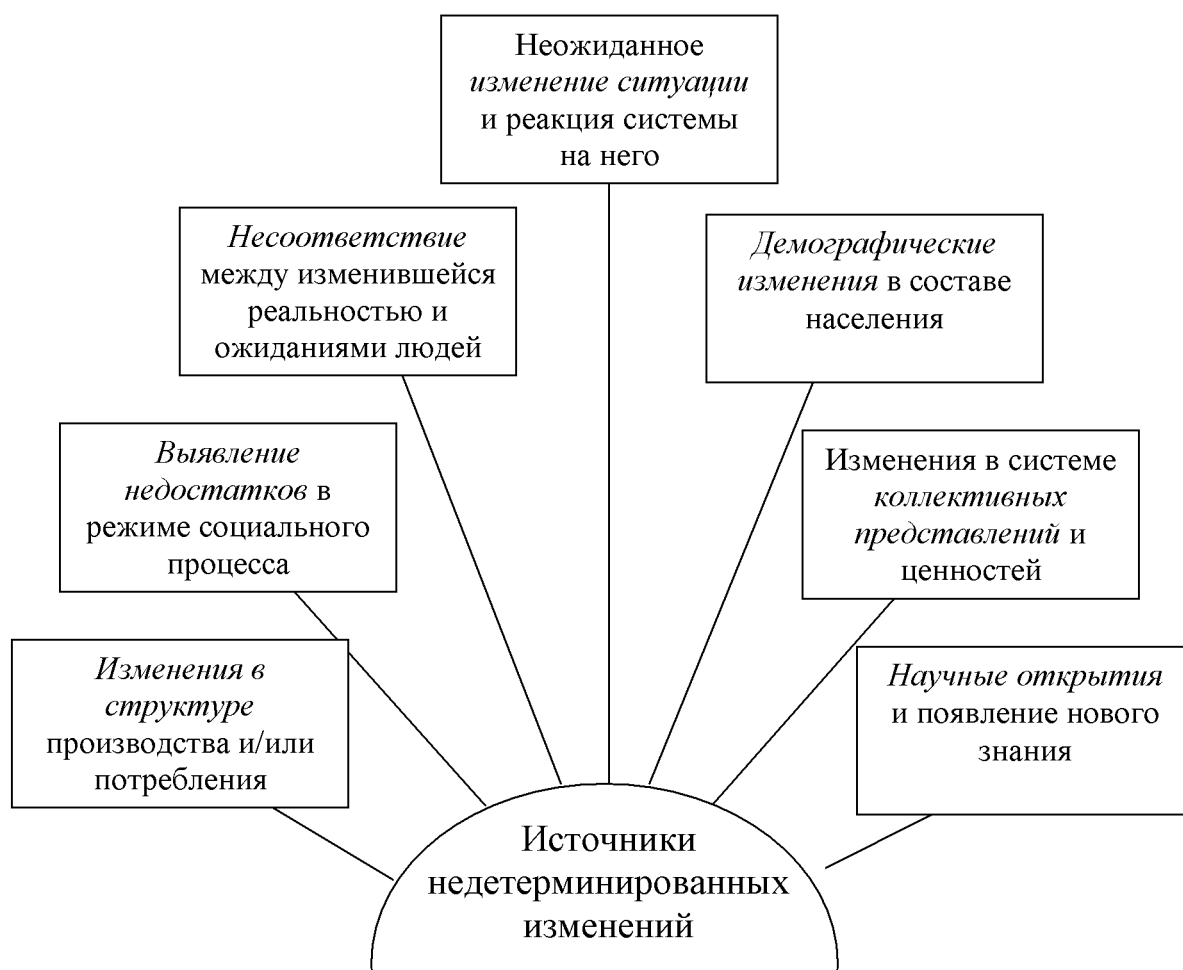 Неожиданное
изменение ситуации
и реакция системы
на него
Несоответствие
между изменившейся
реальностью и
ожиданиями людей
Демографические
изменения в составе
населения
Выявление
недостатков в
режиме социального
процесса
Изменения в системе
коллективных
представлений и
ценностей
Изменения в
структуре
производства и/или
потребления
Научные открытия
и появление нового
знания
Источники
недетерминированных
изменений